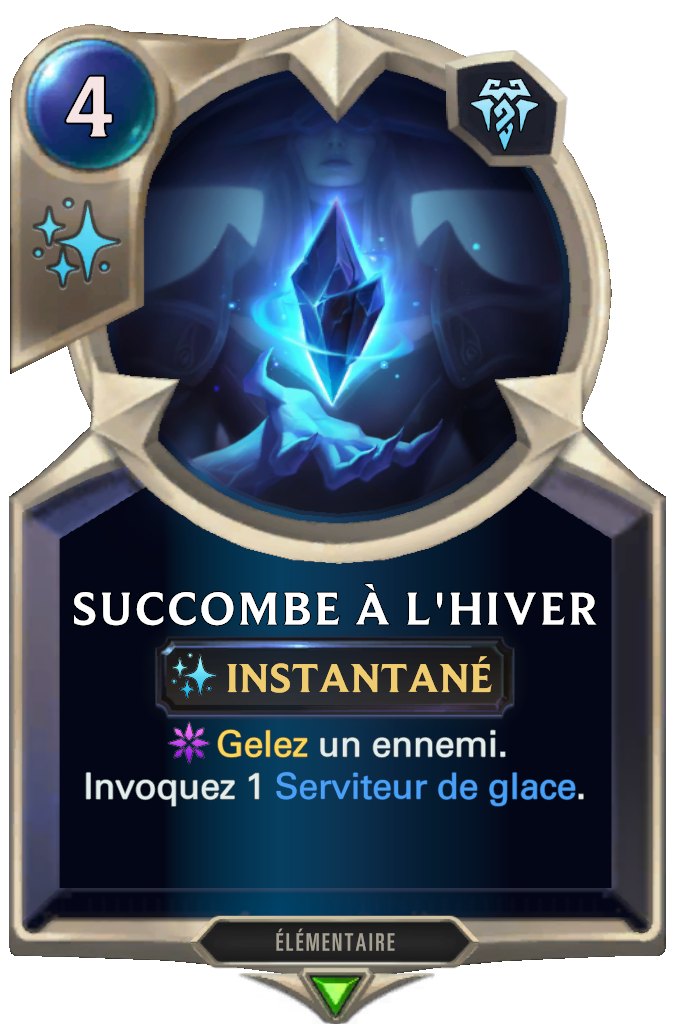 4
SUCCOMBE À L'HIVER
INSTANTANÉ
Gelez un ennemi.
Invoquez 1 Serviteur de glace.
ÉLÉMENTAIRE